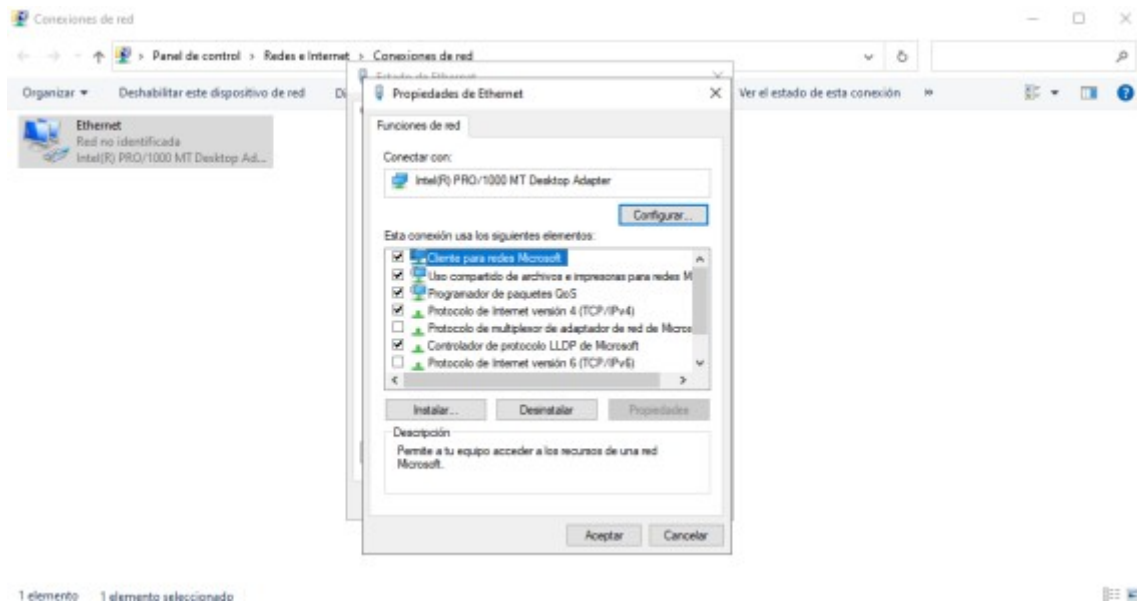 Conexiones de red
Panel de control > Redes e Internet > Conexiones de red
Organizar
Deshabilitar este dispositivo de red
Ver el estado de esta conexión
Ethernet
Red no identificada
Intel(R) PRO/1000 MT Desktop Ad...
Estado de Ethernet
Propiedades de Ethernet
Funciones de red
Conectar con:
Intel(R) PRO/1000 MT Desktop Adapter
Configurar...
Esta conexión usa los siguientes elementos:
Cliente para redes Microsoft
Uso compartido de archivos e impresoras para redes M
Programador de paquetes QoS
Protocolo de Internet versión 4 (TCP/IPv4)
Protocolo de multiplexor de adaptador de red de Micros
Controlador de protocolo LLDP de Microsoft
Protocolo de Internet versión 6 (TCP/IPv6)
Instalar...
Desinstalar
Propiedades
Descripción
Permite a tu equipo acceder a los recursos de una red
Microsoft.
Aceptar
Cancelar
1 elemento
1 elemento seleccionado